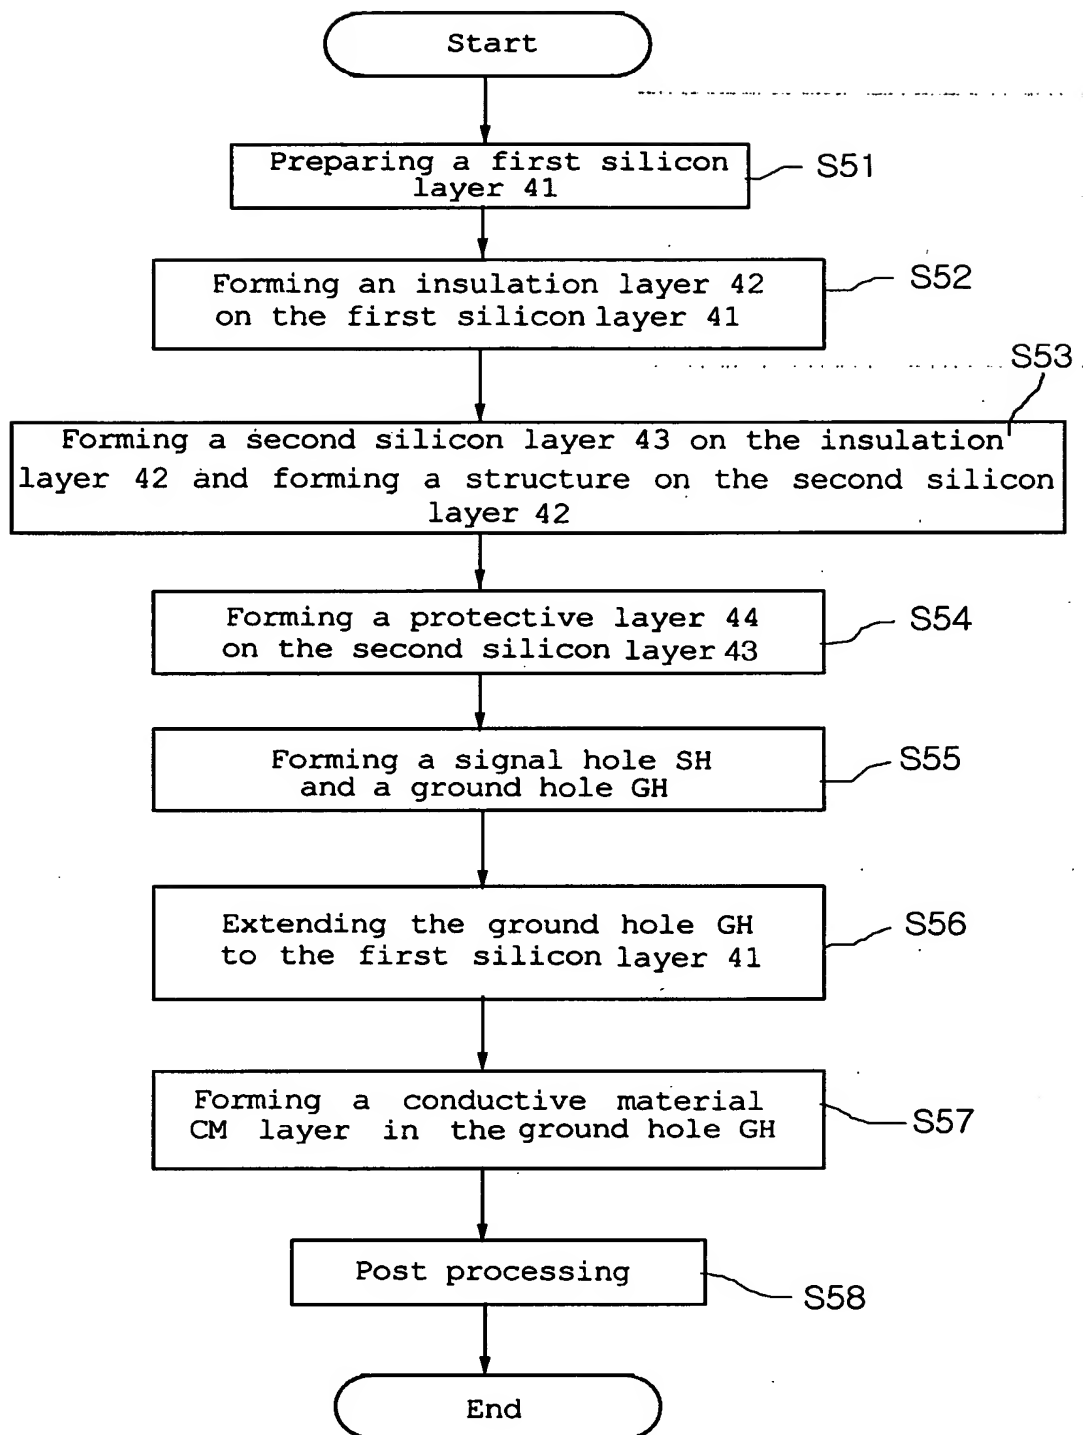 Start
Preparing a first silicon
layer 41
S51
Forming an insulation layer 42
on the first silicon layer 41
S52
S53
Forming a second silicon layer 43 on the insulation
layer 42 and forming a structure on the second silicon
layer 42
Forming a protective layer 44
on the second silicon layer 43
S54
Forming a signal hole SH
and a ground hole GH
S55
Extending the ground hole GH
to the first silicon layer 41
S56
Forming a conductive material
CM layer in the ground hole GH
S57
Post processing
S58
End